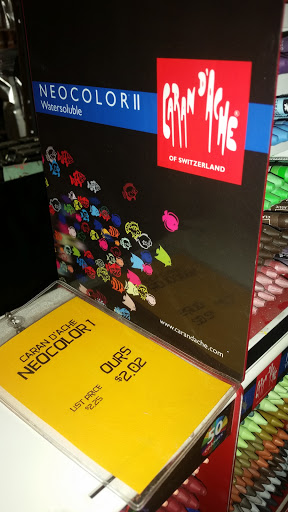 NEOCOLOR II
Watersoluble
CARAN D'ACHE
OF SWITZERLAND
www.carandache.com
CARAN D'ACHE
NEOCOLOR 1
OURS
$2.02
LIST PRICE
$2.25